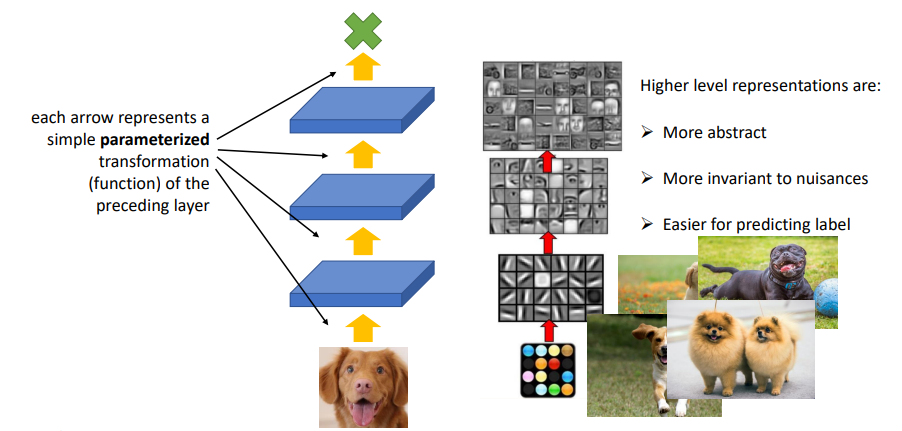 each arrow represents a
simple parameterized
transformation
(function) of the
preceding layer
Higher level representations are:
➢ More abstract
➢ More invariant to nuisances
➢ Easier for predicting label